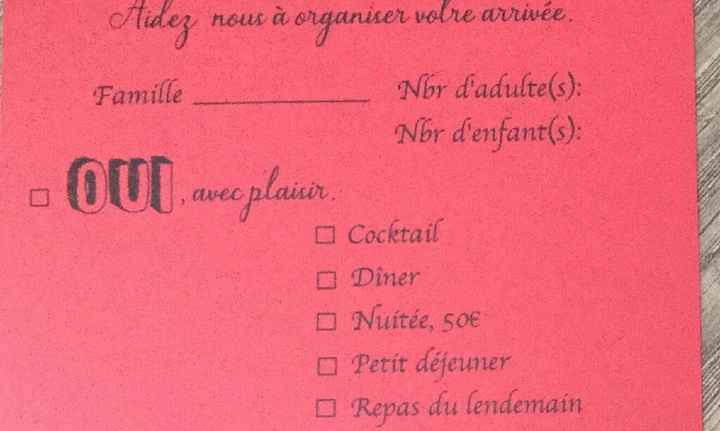 Aidez nous à organiser votre arrivée.
Famille ____________ Nbr d'adulte(s):
Nbr d'enfant(s):
☐ OUI, avec plaisir.
☐ Cocktail
☐ Dîner
☐ Nuitée, 50€
☐ Petit déjeuner
☐ Repas du lendemain